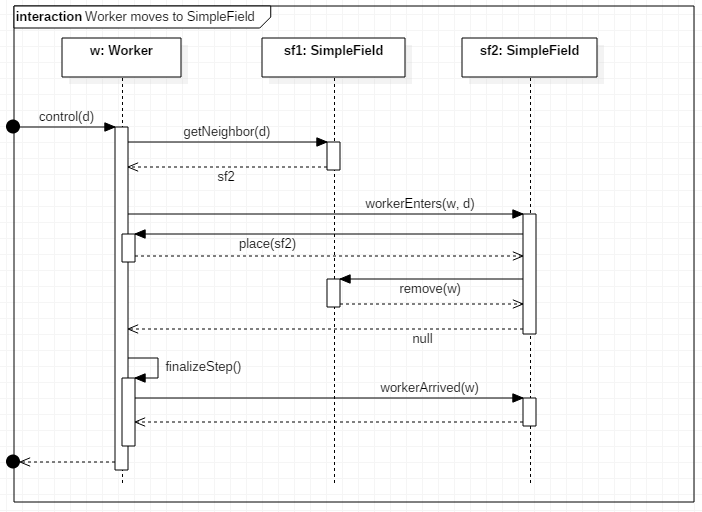 interaction Worker moves to SimpleField
w: Worker
sf1: SimpleField
sf2: SimpleField
control(d)
getNeighbor(d)
sf2
workerEnters(w, d)
place(sf2)
remove(w)
null
finalizeStep()
workerArrived(w)